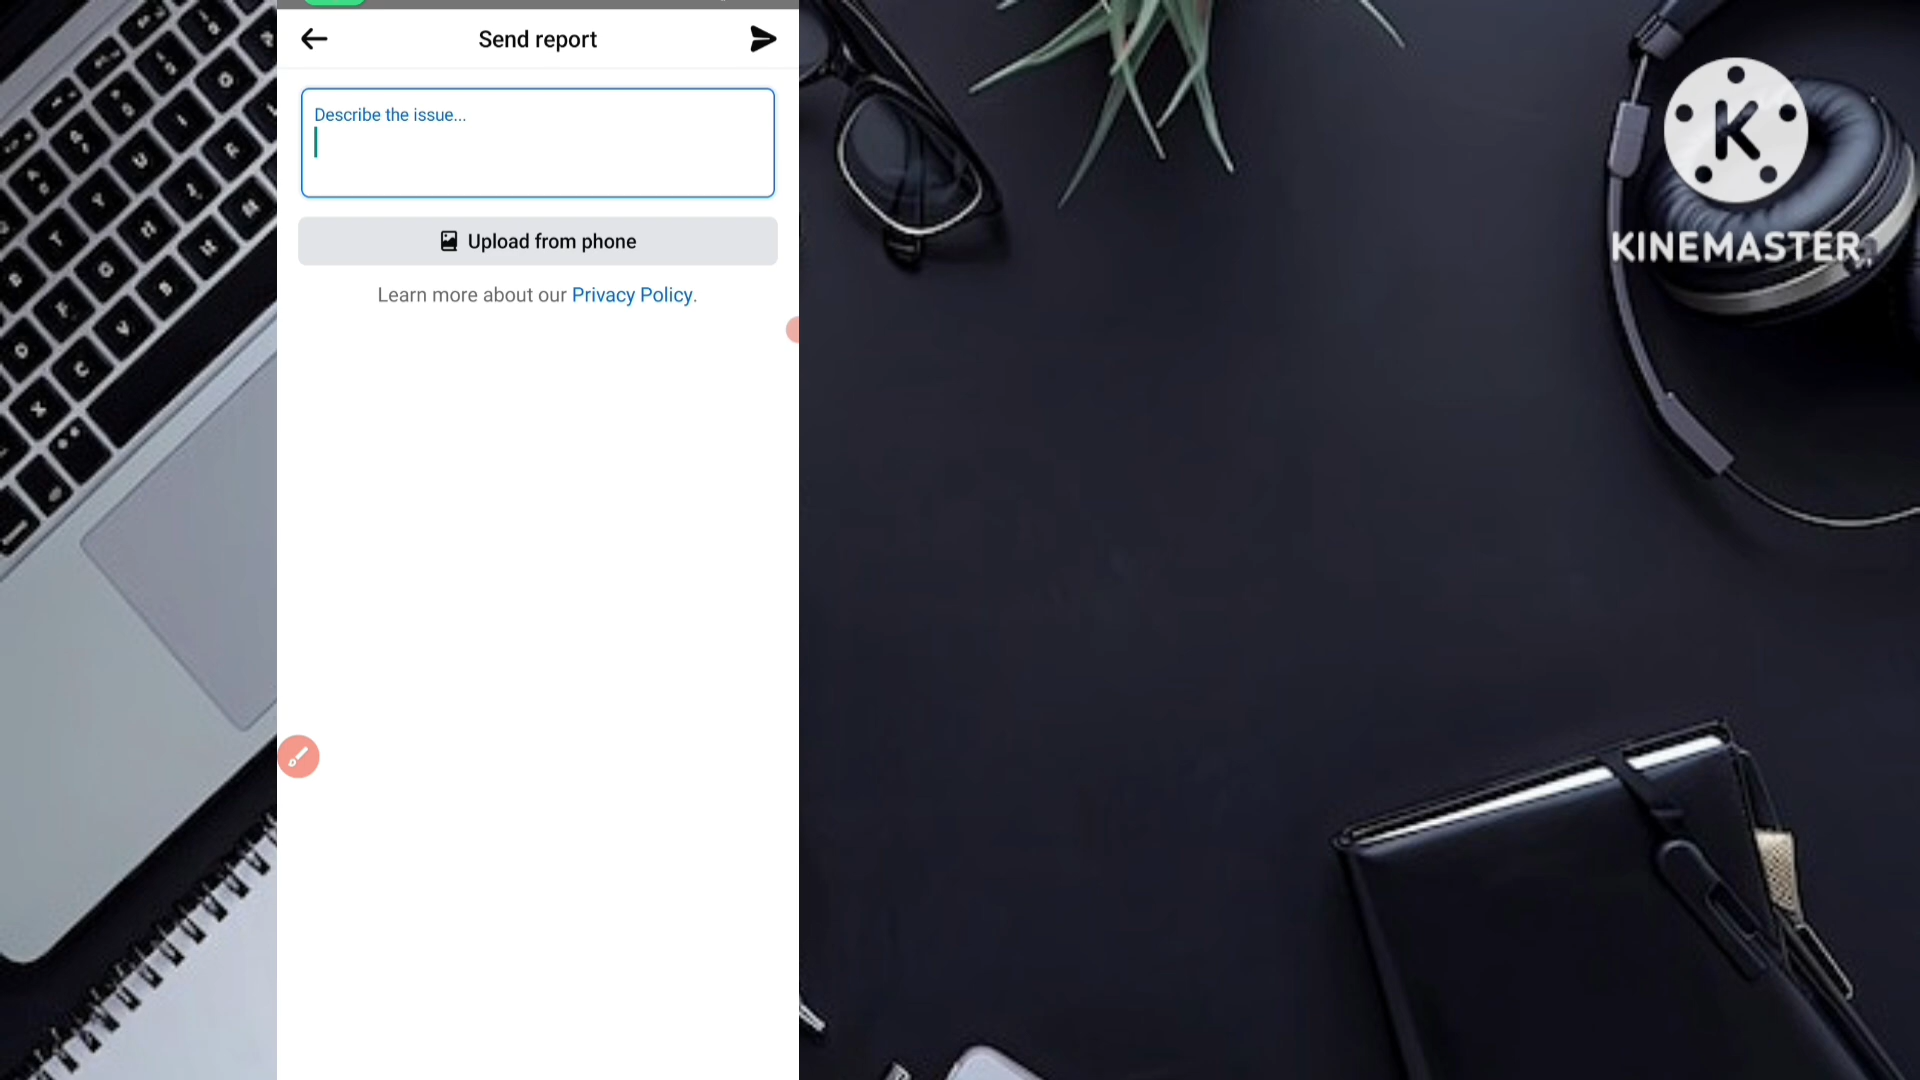 Send report
Describe the issue...
Upload from phone
Learn more about our Privacy Policy.
K
KINEMASTER